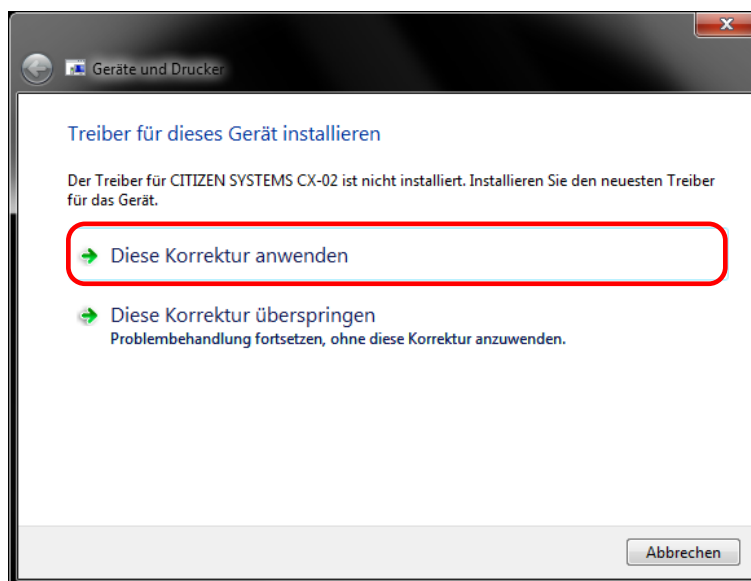 Geräte und Drucker
Treiber für dieses Gerät installieren
Der Treiber für CITIZEN SYSTEMS CX-02 ist nicht installiert. Installieren Sie den neuesten Treiber
für das Gerät.
Diese Korrektur anwenden
Diese Korrektur überspringen
Problembehandlung fortsetzen, ohne diese Korrektur anzuwenden.
Abbrechen